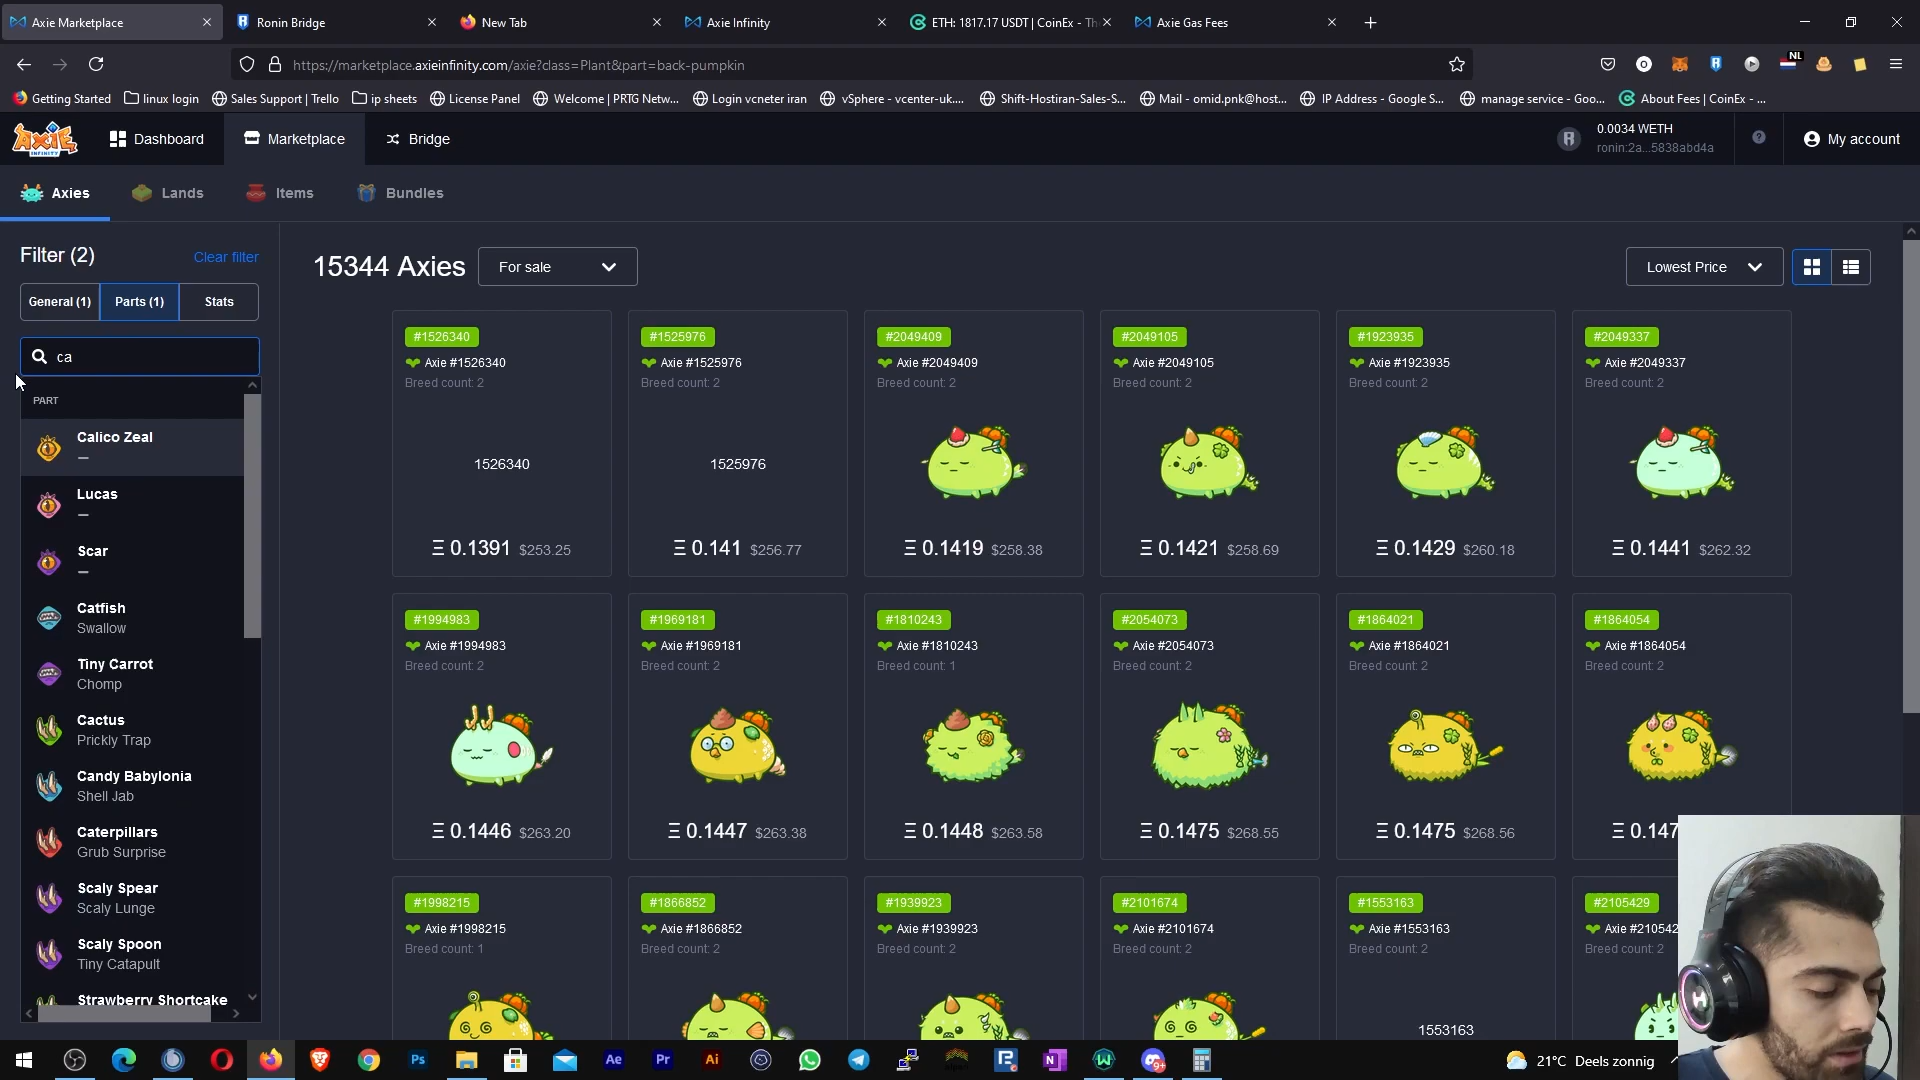 Axie Marketplace
Ronin Bridge
New Tab
Axie Infinity
ETH: 1817.17 USDT | CoinEx - The
Axie Gas Fees
https://marketplace.axieinfinity.com/axie?class=Plant&part=back-pumpkin
NL
Getting Started
linux login
Sales Support | Trello
ip sheets
License Panel
Welcome | PRTG Netw...
Login vcneter iran
vSphere - vcenter-uk....
Shift-Hostiran-Sales-S...
Mail - omid.pnk@host...
IP Address - Google S...
manage service - Goo...
About Fees | CoinEx - ...
AXIE
INFINITY
Dashboard
Marketplace
Bridge
0.0034 WETH
ronin:2a...5838abd4a
My account
Axies
Lands
Items
Bundles
Filter (2)
Clear filter
General (1)
Parts (1)
Stats
ca
PART
Calico Zeal
—
Lucas
—
Scar
—
Catfish
Swallow
Tiny Carrot
Chomp
Cactus
Prickly Trap
Candy Babylonia
Shell Jab
Caterpillars
Grub Surprise
Scaly Spear
Scaly Lunge
Scaly Spoon
Tiny Catapult
Strawberry Shortcake
15344 Axies
For sale
Lowest Price
#1526340
Axie #1526340
Breed count: 2
1526340
Ξ 0.1391 $253.25
#1525976
Axie #1525976
Breed count: 2
1525976
Ξ 0.141 $256.77
#2049409
Axie #2049409
Breed count: 2
Ξ 0.1419 $258.38
#2049105
Axie #2049105
Breed count: 2
Ξ 0.1421 $258.69
#1923935
Axie #1923935
Breed count: 2
Ξ 0.1429 $260.18
#2049337
Axie #2049337
Breed count: 2
Ξ 0.1441 $262.32
#1994983
Axie #1994983
Breed count: 2
Ξ 0.1446 $263.20
#1969181
Axie #1969181
Breed count: 2
Ξ 0.1447 $263.38
#1810243
Axie #1810243
Breed count: 1
Ξ 0.1448 $263.58
#2054073
Axie #2054073
Breed count: 2
Ξ 0.1475 $268.55
#1864021
Axie #1864021
Breed count: 2
Ξ 0.1475 $268.56
#1864054
Axie #1864054
Breed count: 2
Ξ 0.147
#1998215
Axie #1998215
Breed count: 1
#1866852
Axie #1866852
Breed count: 2
#1939923
Axie #1939923
Breed count: 2
#2101674
Axie #2101674
Breed count: 2
#1553163
Axie #1553163
Breed count: 2
1553163
#2105429
Axie #210542
Breed count: 2
Ps
Ae
Pr
Ai
9+
21°C Deels zonnig